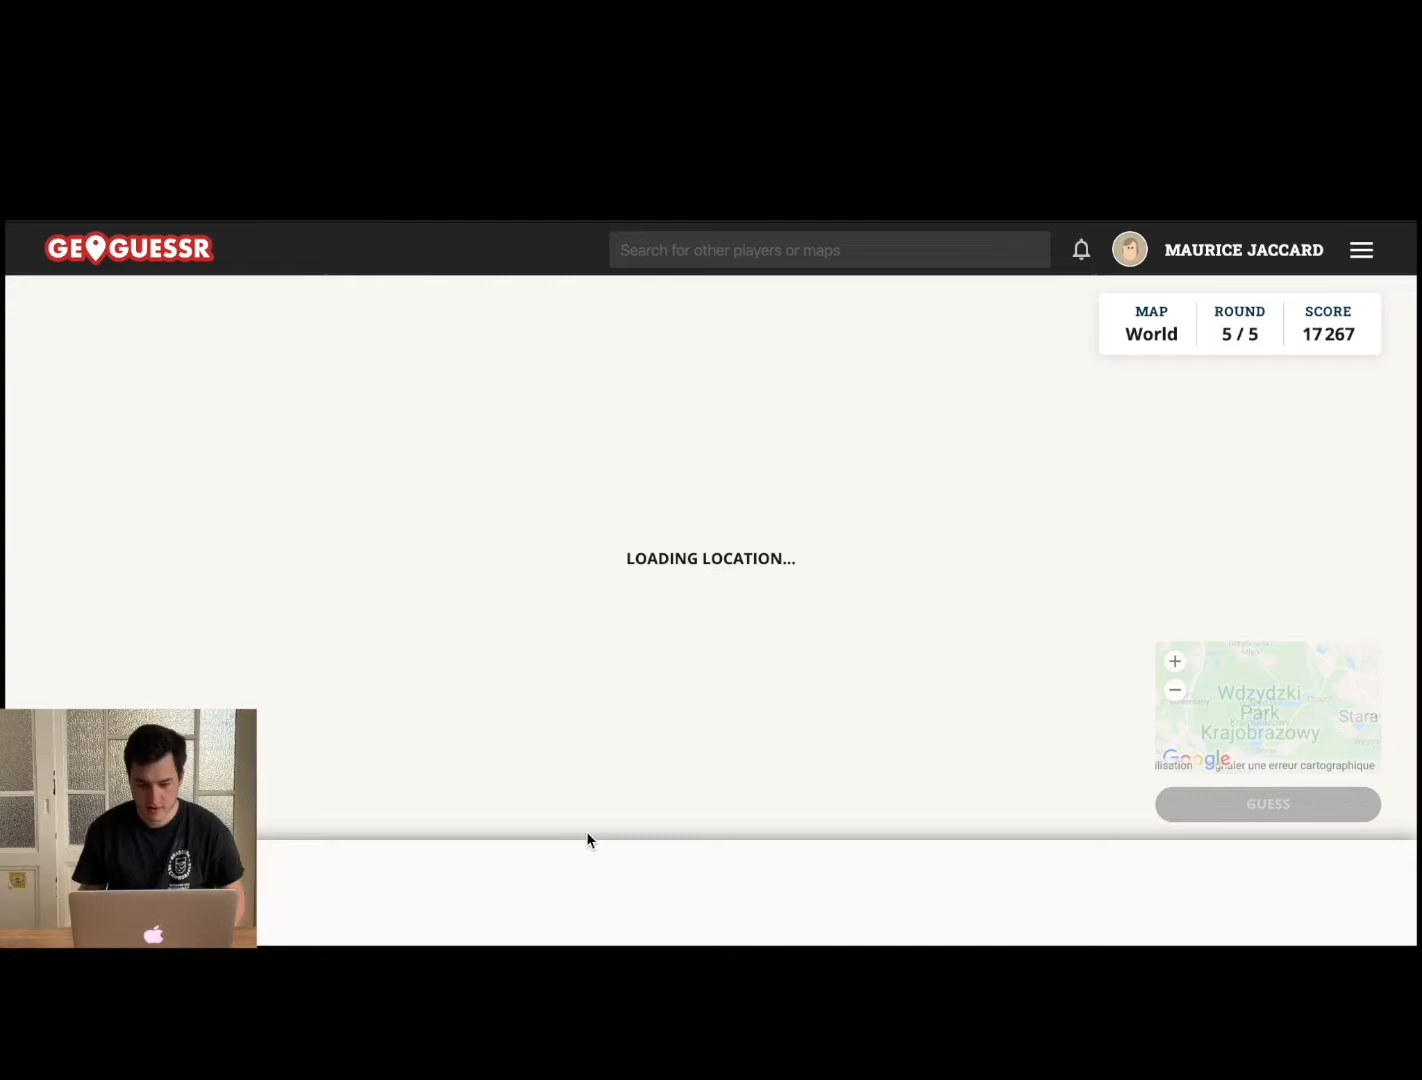 GEOGUESSR
Search for other players or maps
MAURICE JACCARD
MAP ROUND SCORE
World 5 / 5 17 267
LOADING LOCATION...
+
−
Wdzydzki
Park
Krajobrazowy
Stara
Google
ilisation Signaler une erreur cartographique
GUESS